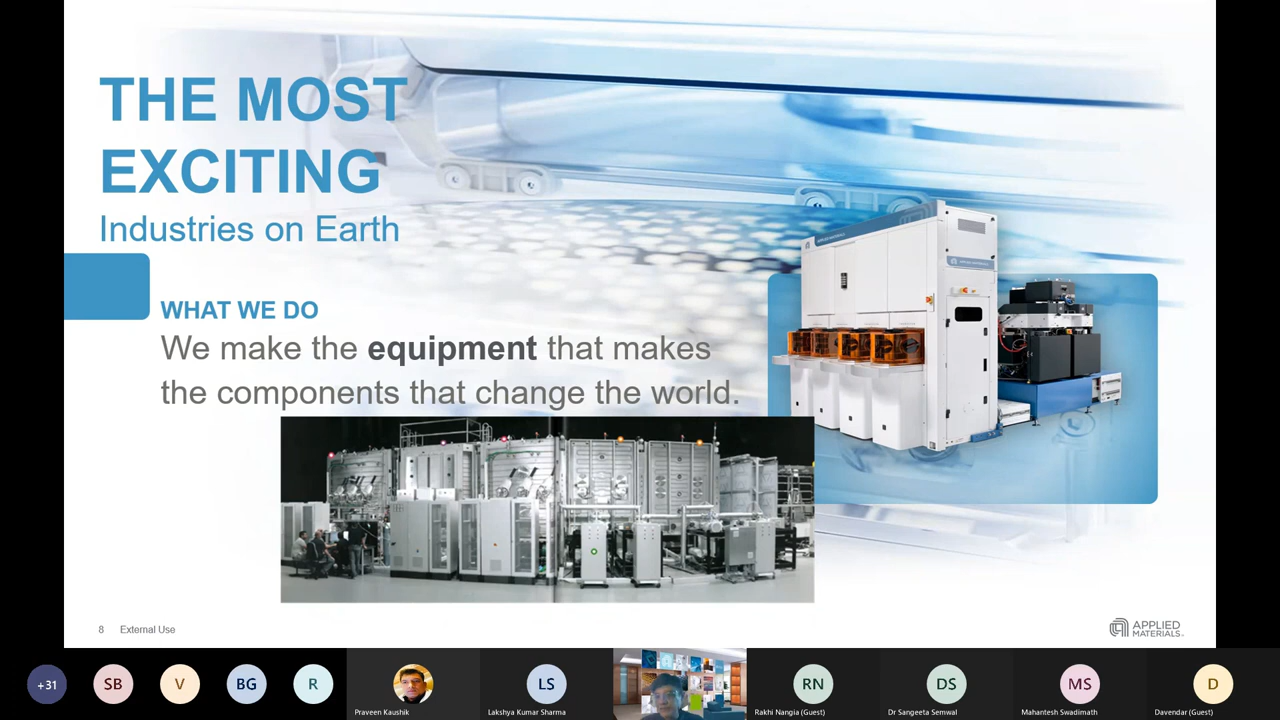 THE MOST
EXCITING
Industries on Earth
WHAT WE DO
We make the equipment that makes
the components that change the world.
8 External Use
APPLIED
MATERIALS
+31
SB
V
BG
R
LS
RN
DS
MS
D
Praveen Kaushik
Lakshya Kumar Sharma
Rakhi Nangia (Guest)
Dr Sangeeta Semwal
Mahantesh Swadimath
Davendar (Guest)